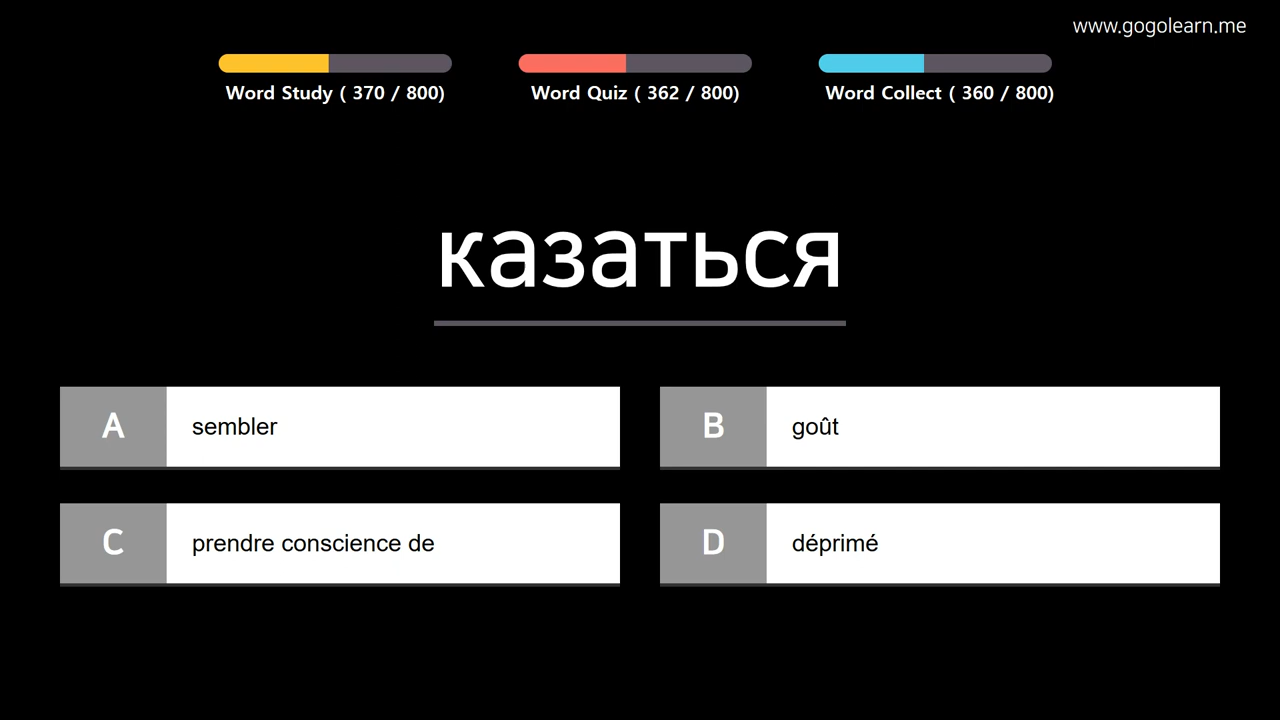 www.gogolearn.me
Word Study ( 370 / 800)
Word Quiz ( 362 / 800)
Word Collect ( 360 / 800)
казаться
A sembler
B goût
C prendre conscience de
D déprimé